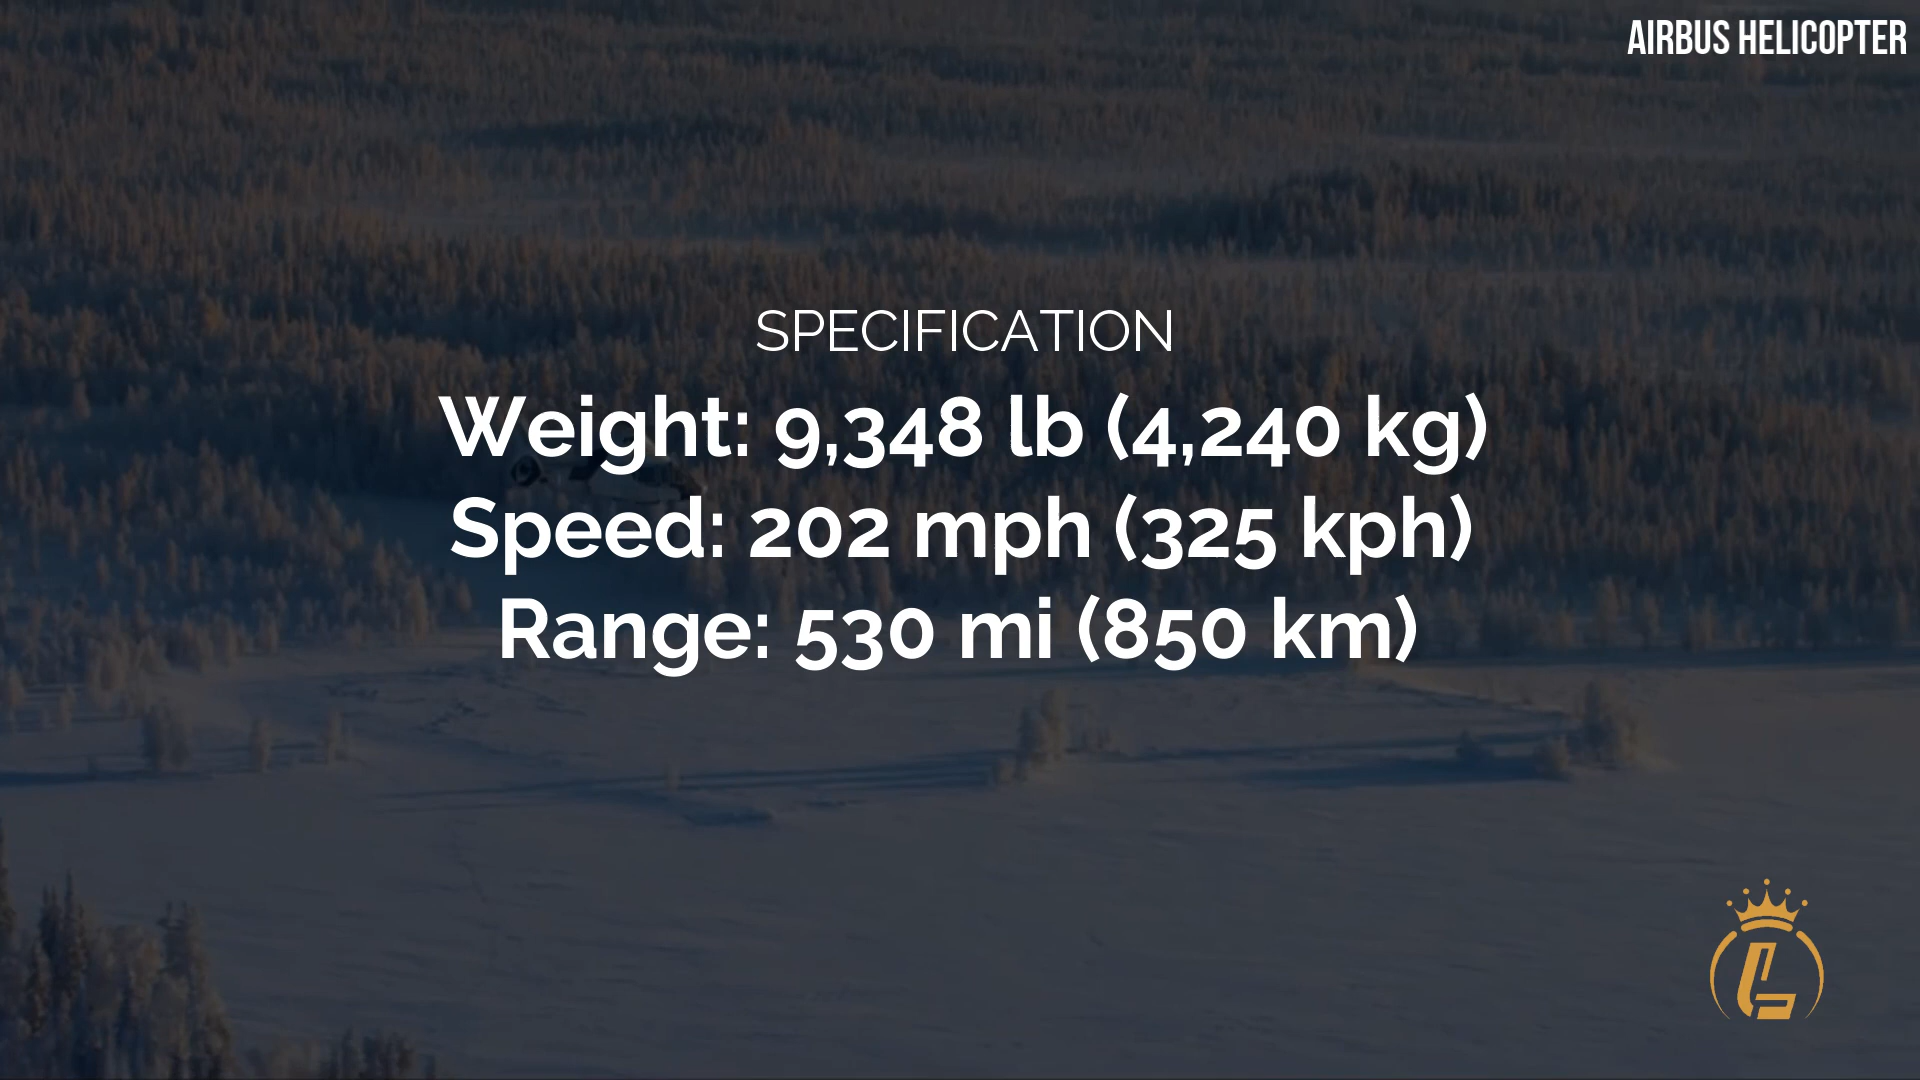 AIRBUS HELICOPTER
SPECIFICATION
Weight: 9,348 lb (4,240 kg)
Speed: 202 mph (325 kph)
Range: 530 mi (850 km)